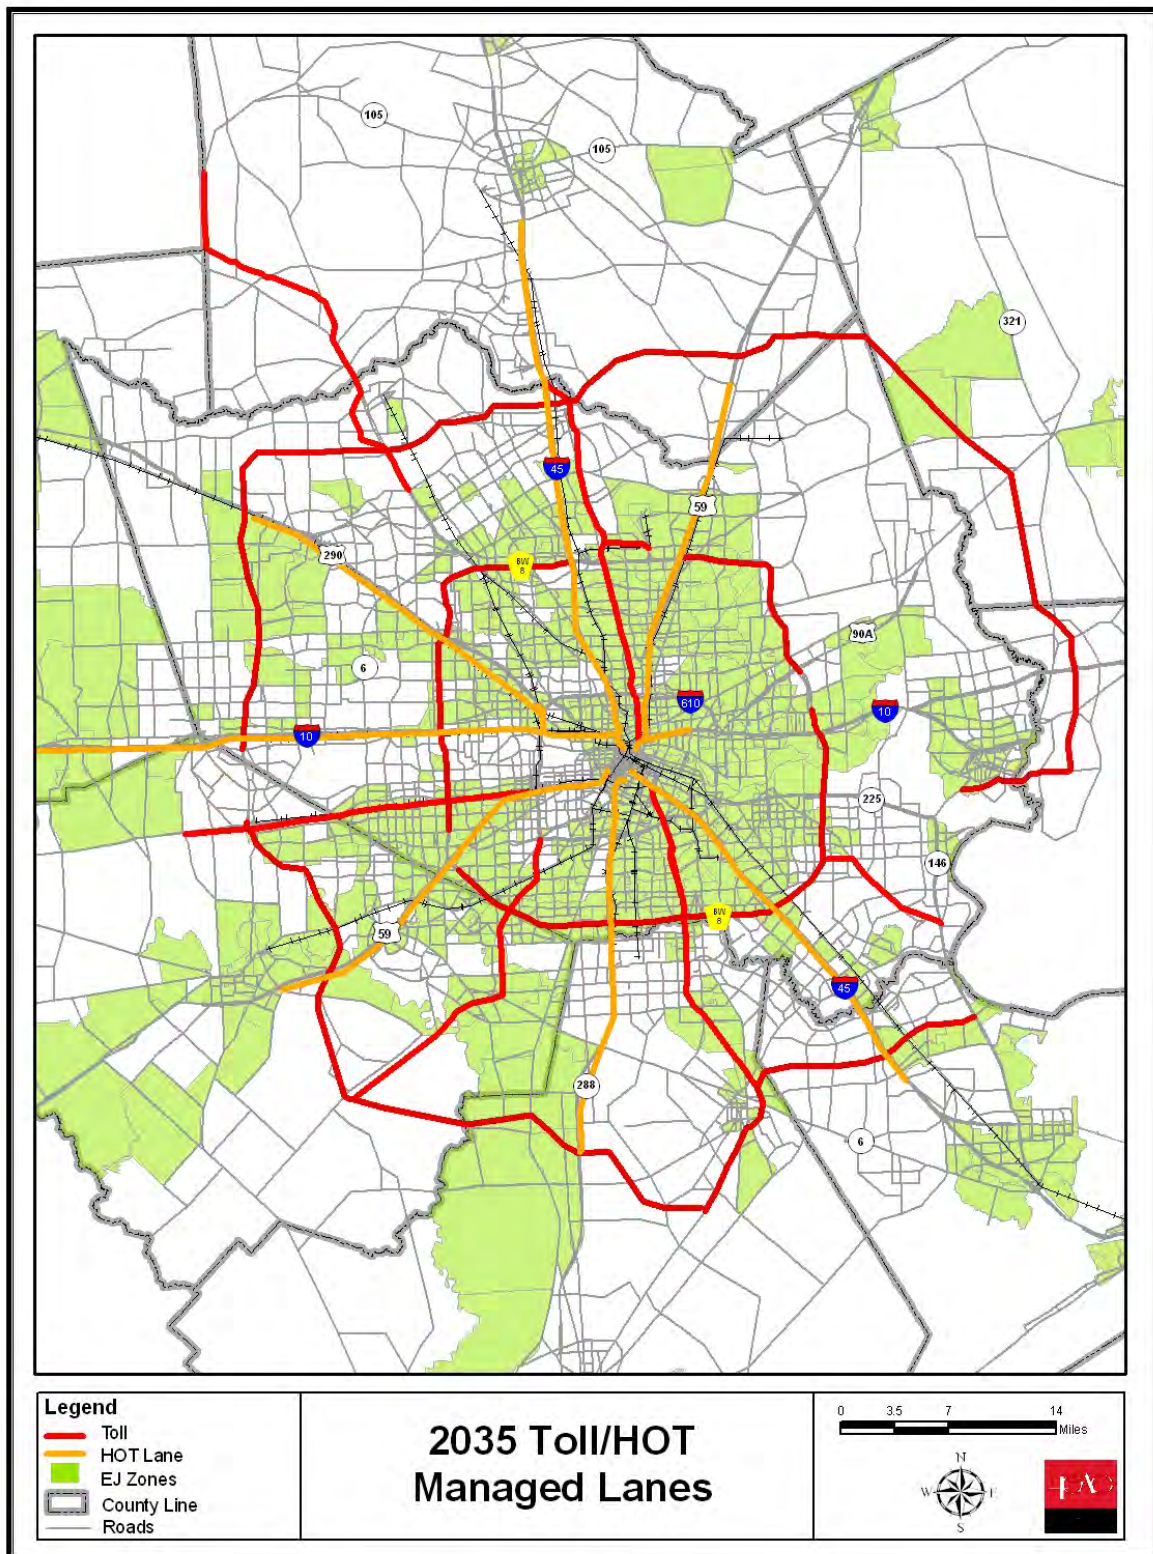 105
105
321
45
59
290
BW
8
90A
6
610
10
10
225
146
BW
8
59
45
288
6
Legend
Toll
HOT Lane
EJ Zones
County Line
Roads
2035 Toll/HOT
Managed Lanes
0 3.5 7 14
Miles
N
W E
S